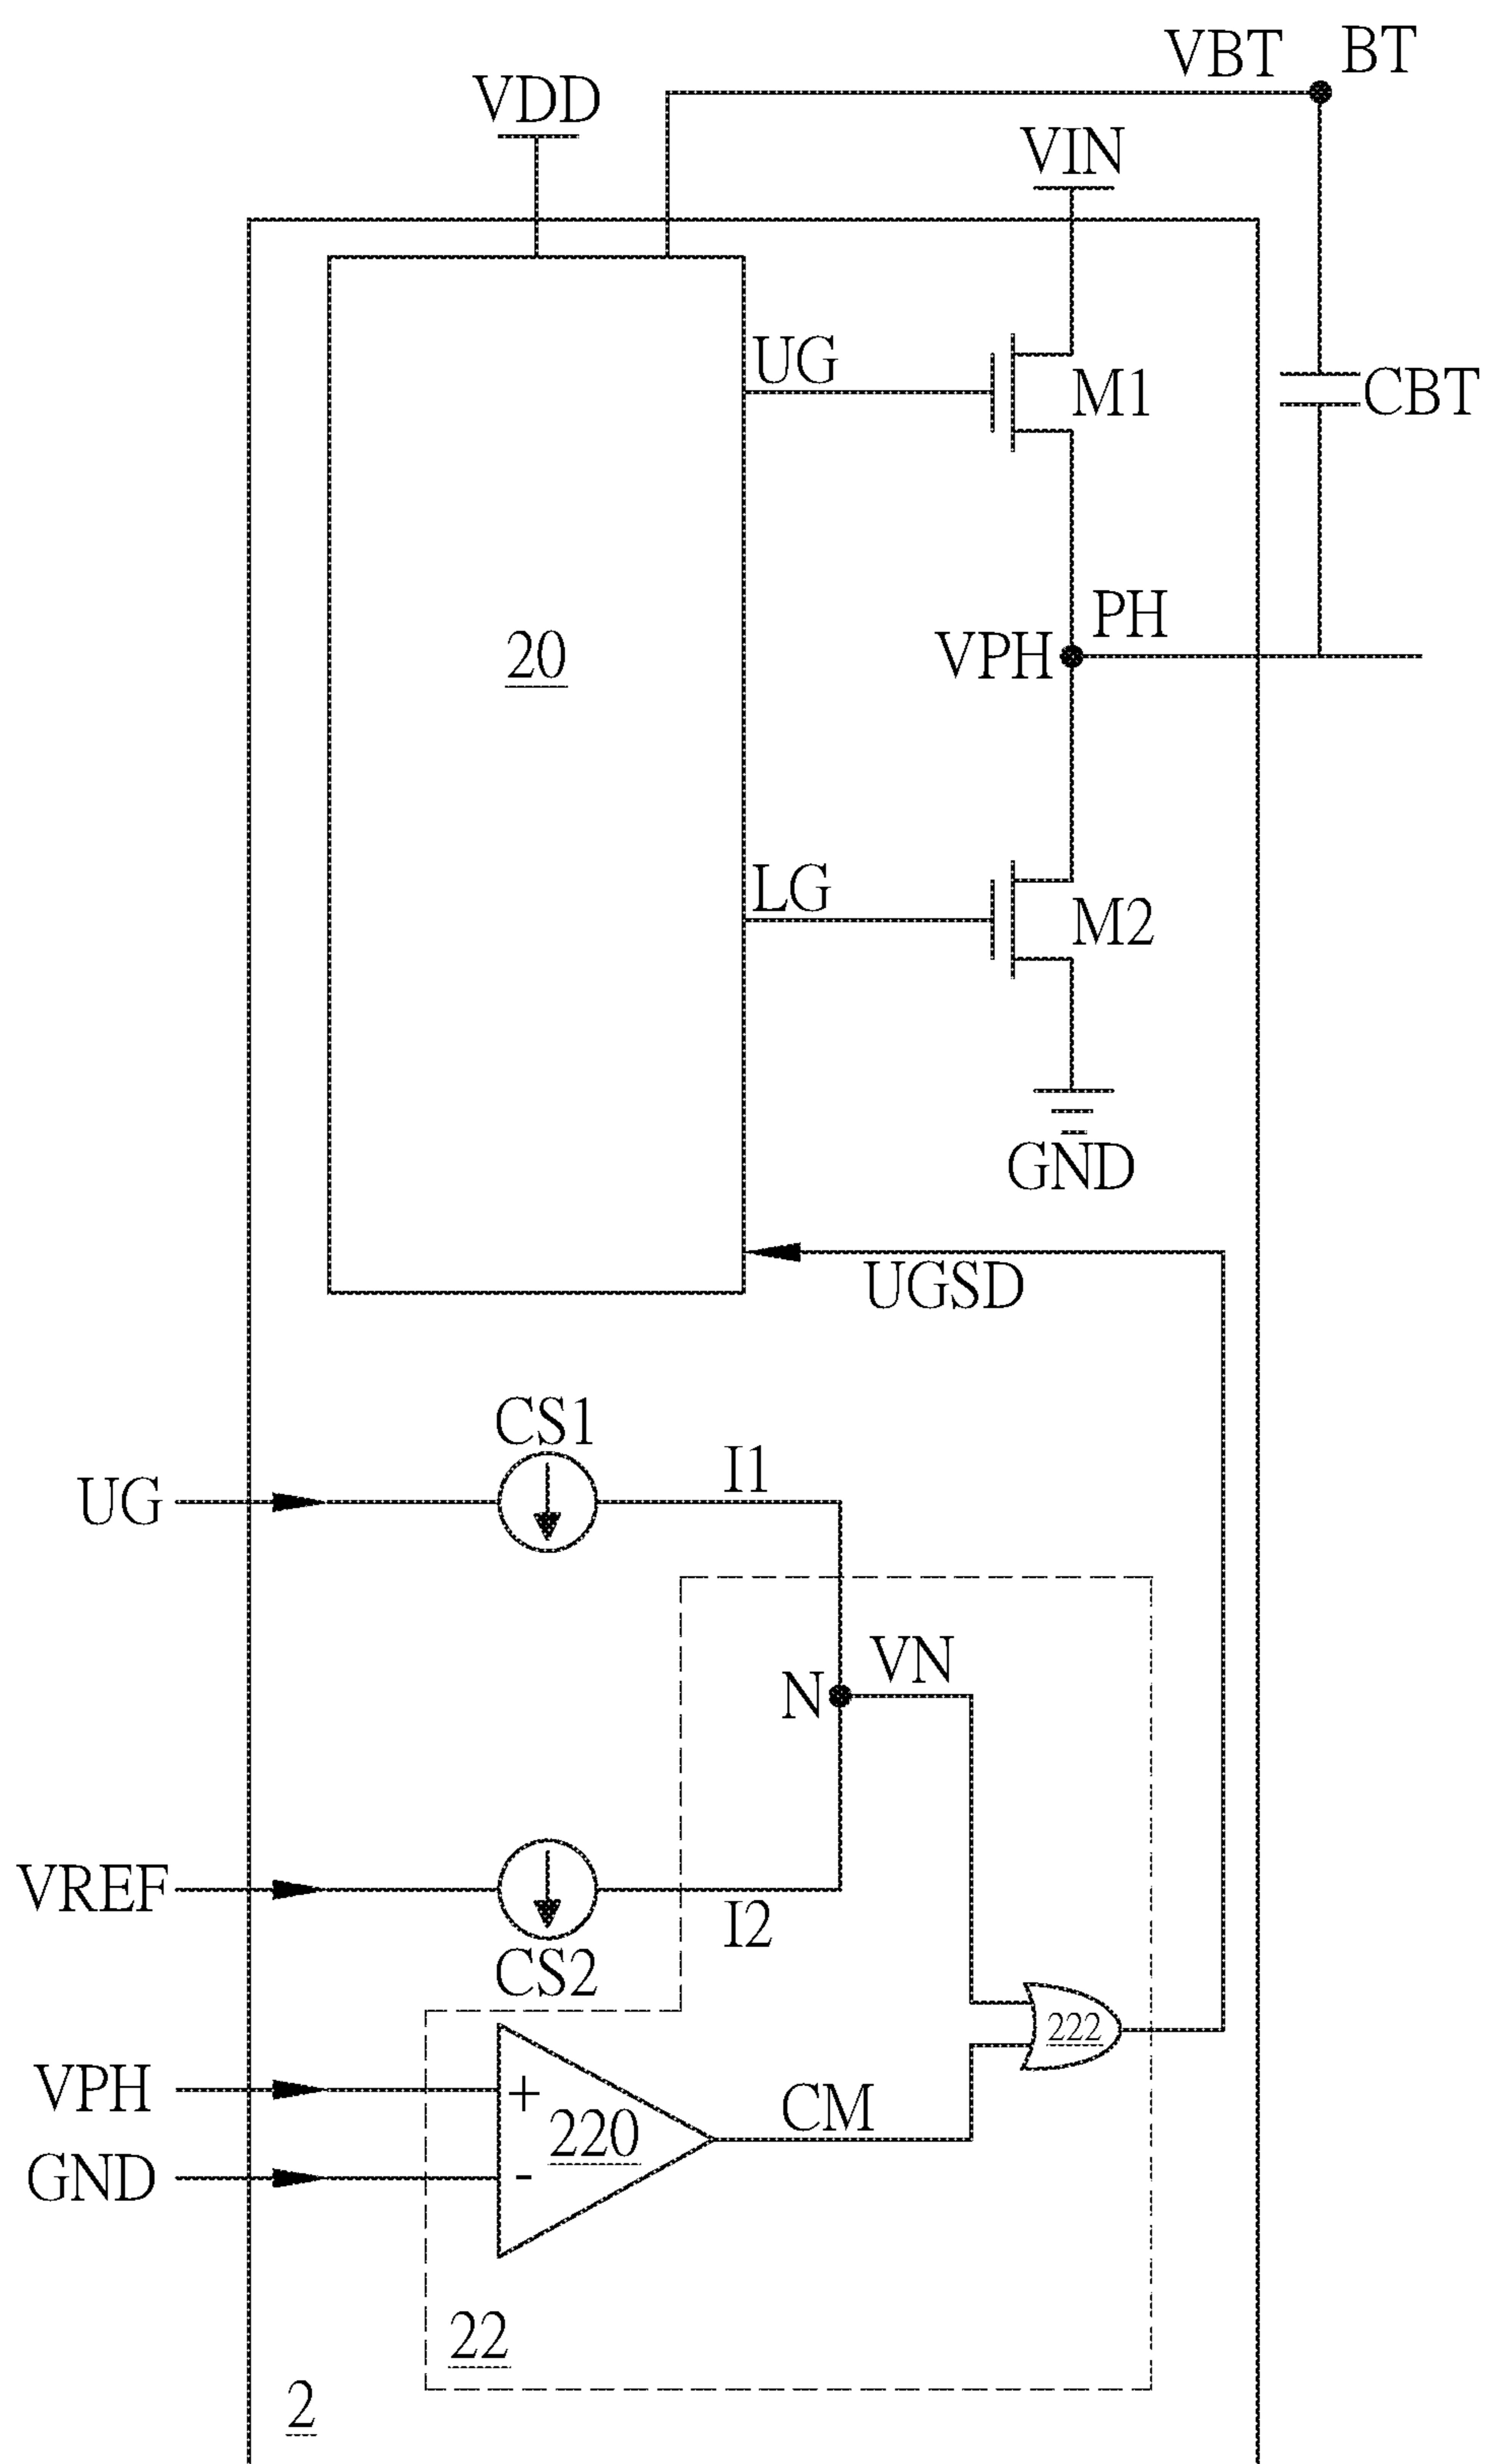 VBT BT
VDD
VIN
UG
M1
CBT
20
PH
VPH
LG
M2
GND
UGSD
CS1
I1
UG
VN
N
VREF
I2
CS2
222
VPH
+
CM
220
GND
-
22
2